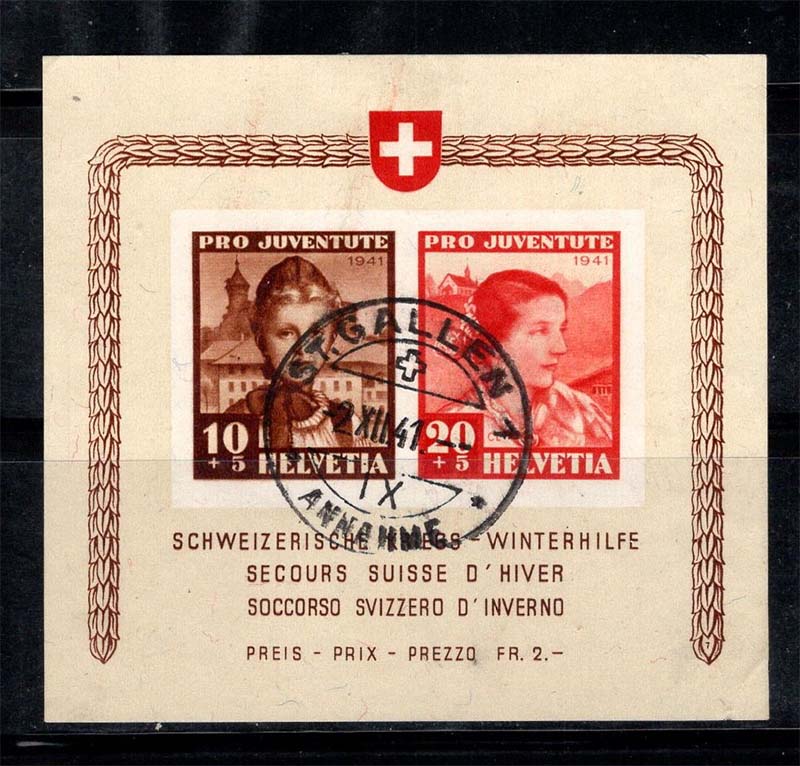 PRO JUVENTUTE
1941
10
+ 5 HELVETIA
PRO JUVENTUTE
1941
20
+ 5 HELVETIA
ST. GALLEN 1
-2.XII.41.--
IX
ANNAHME
SCHWEIZERISCHE KRIEGS - WINTERHILFE
SECOURS SUISSE D'HIVER
SOCCORSO SVIZZERO D'INVERNO
PREIS - PRIX - PREZZO FR. 2.-